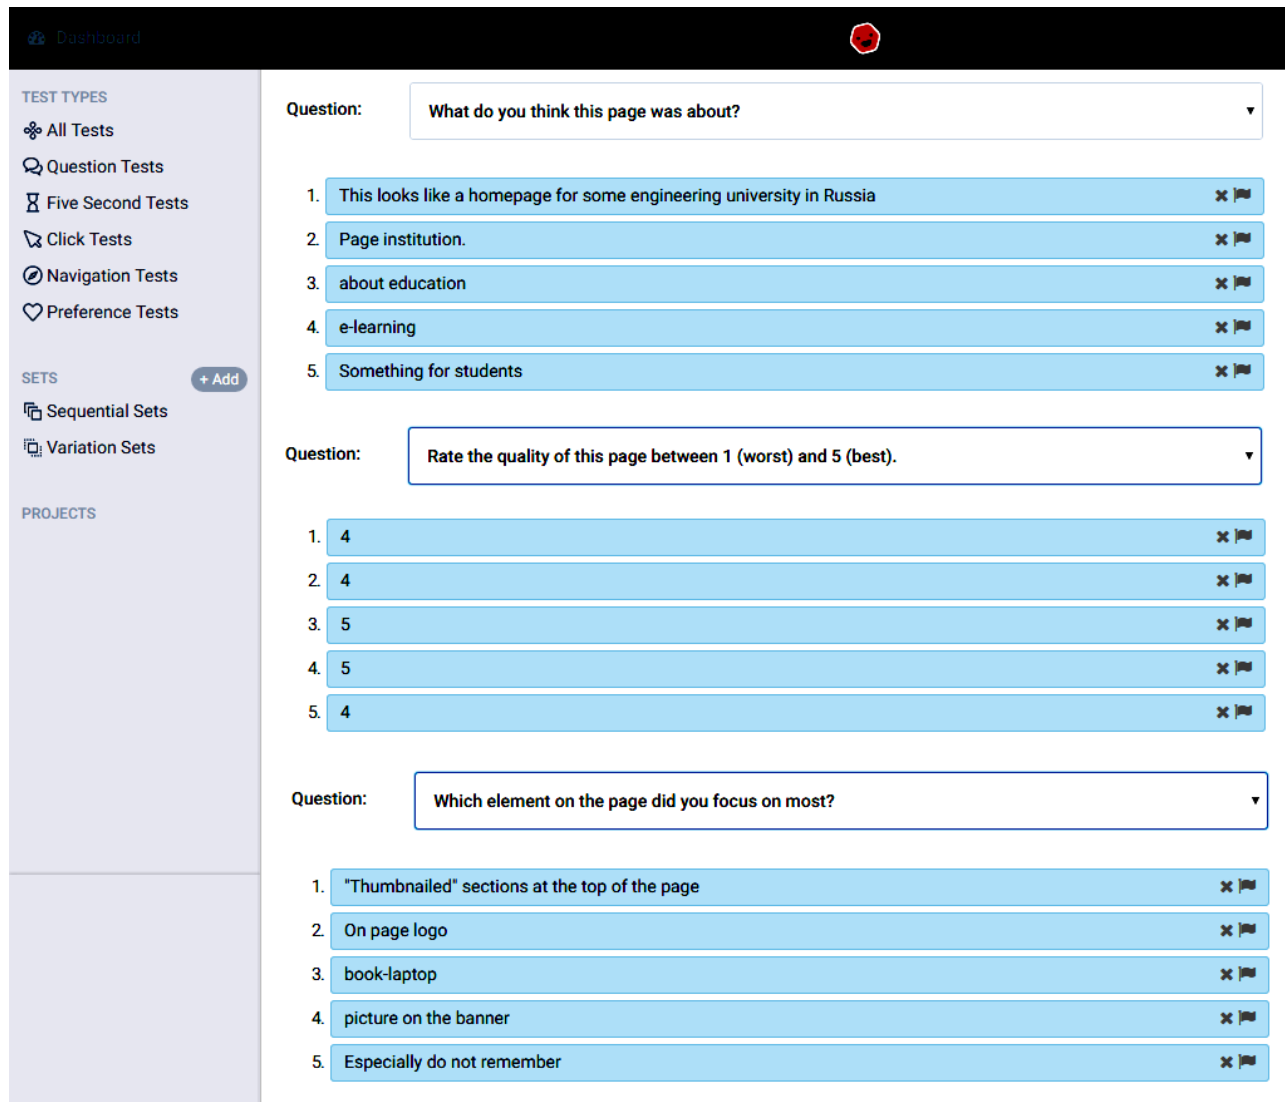 Dashboard
TEST TYPES
All Tests
Question Tests
Five Second Tests
Click Tests
Navigation Tests
Preference Tests
SETS
+ Add
Sequential Sets
Variation Sets
PROJECTS
Question: What do you think this page was about?
1. This looks like a homepage for some engineering university in Russia
2. Page institution.
3. about education
4. e-learning
5. Something for students
Question: Rate the quality of this page between 1 (worst) and 5 (best).
1. 4
2. 4
3. 5
4. 5
5. 4
Question: Which element on the page did you focus on most?
1. "Thumbnailed" sections at the top of the page
2. On page logo
3. book-laptop
4. picture on the banner
5. Especially do not remember